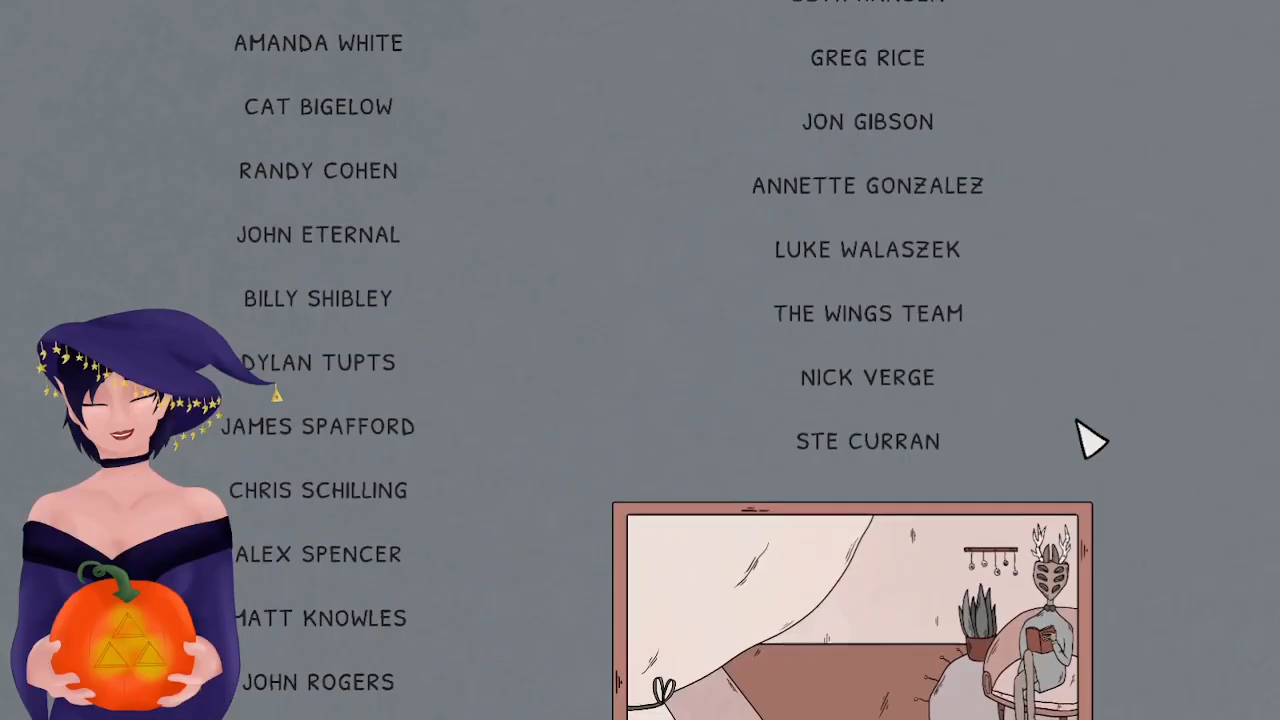 AMANDA WHITE
CAT BIGELOW
RANDY COHEN
JOHN ETERNAL
BILLY SHIBLEY
DYLAN TUPTS
JAMES SPAFFORD
CHRIS SCHILLING
ALEX SPENCER
MATT KNOWLES
JOHN ROGERS
GREG RICE
JON GIBSON
ANNETTE GONZALEZ
LUKE WALASZEK
THE WINGS TEAM
NICK VERGE
STE CURRAN